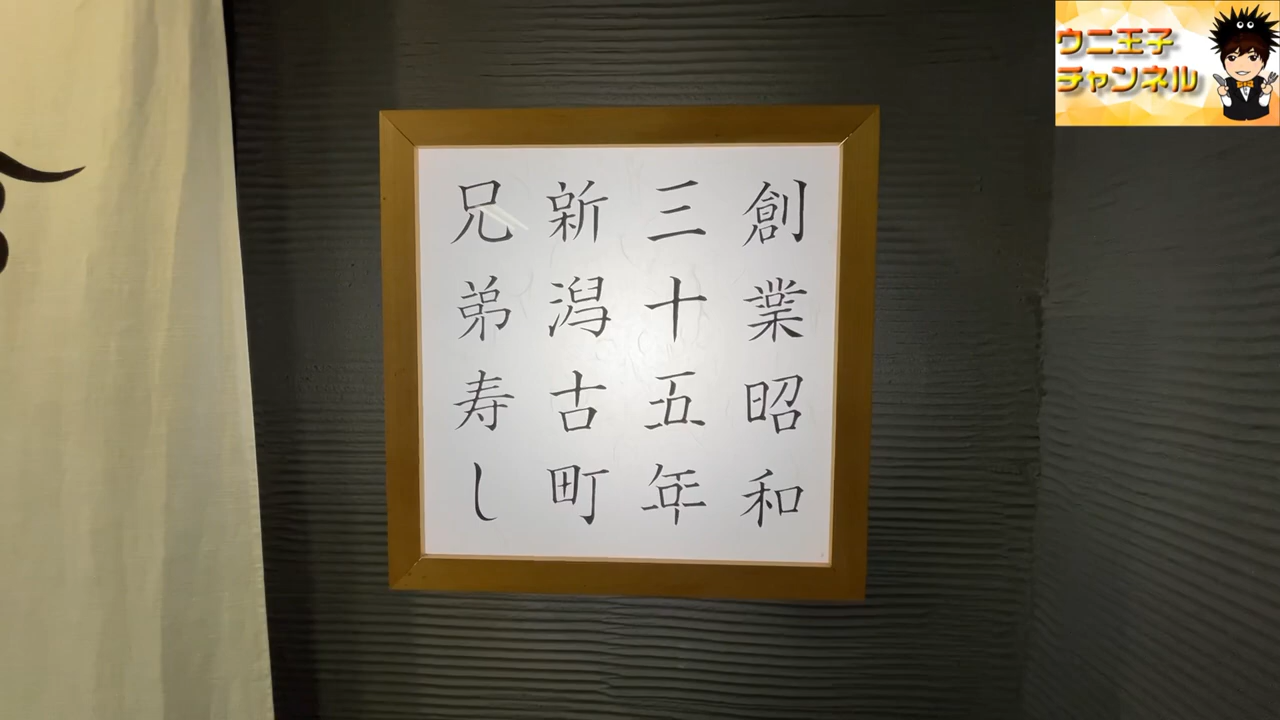 創業昭和
三十五年
新潟古町
兄弟寿し
ウニ王子
チャンネル